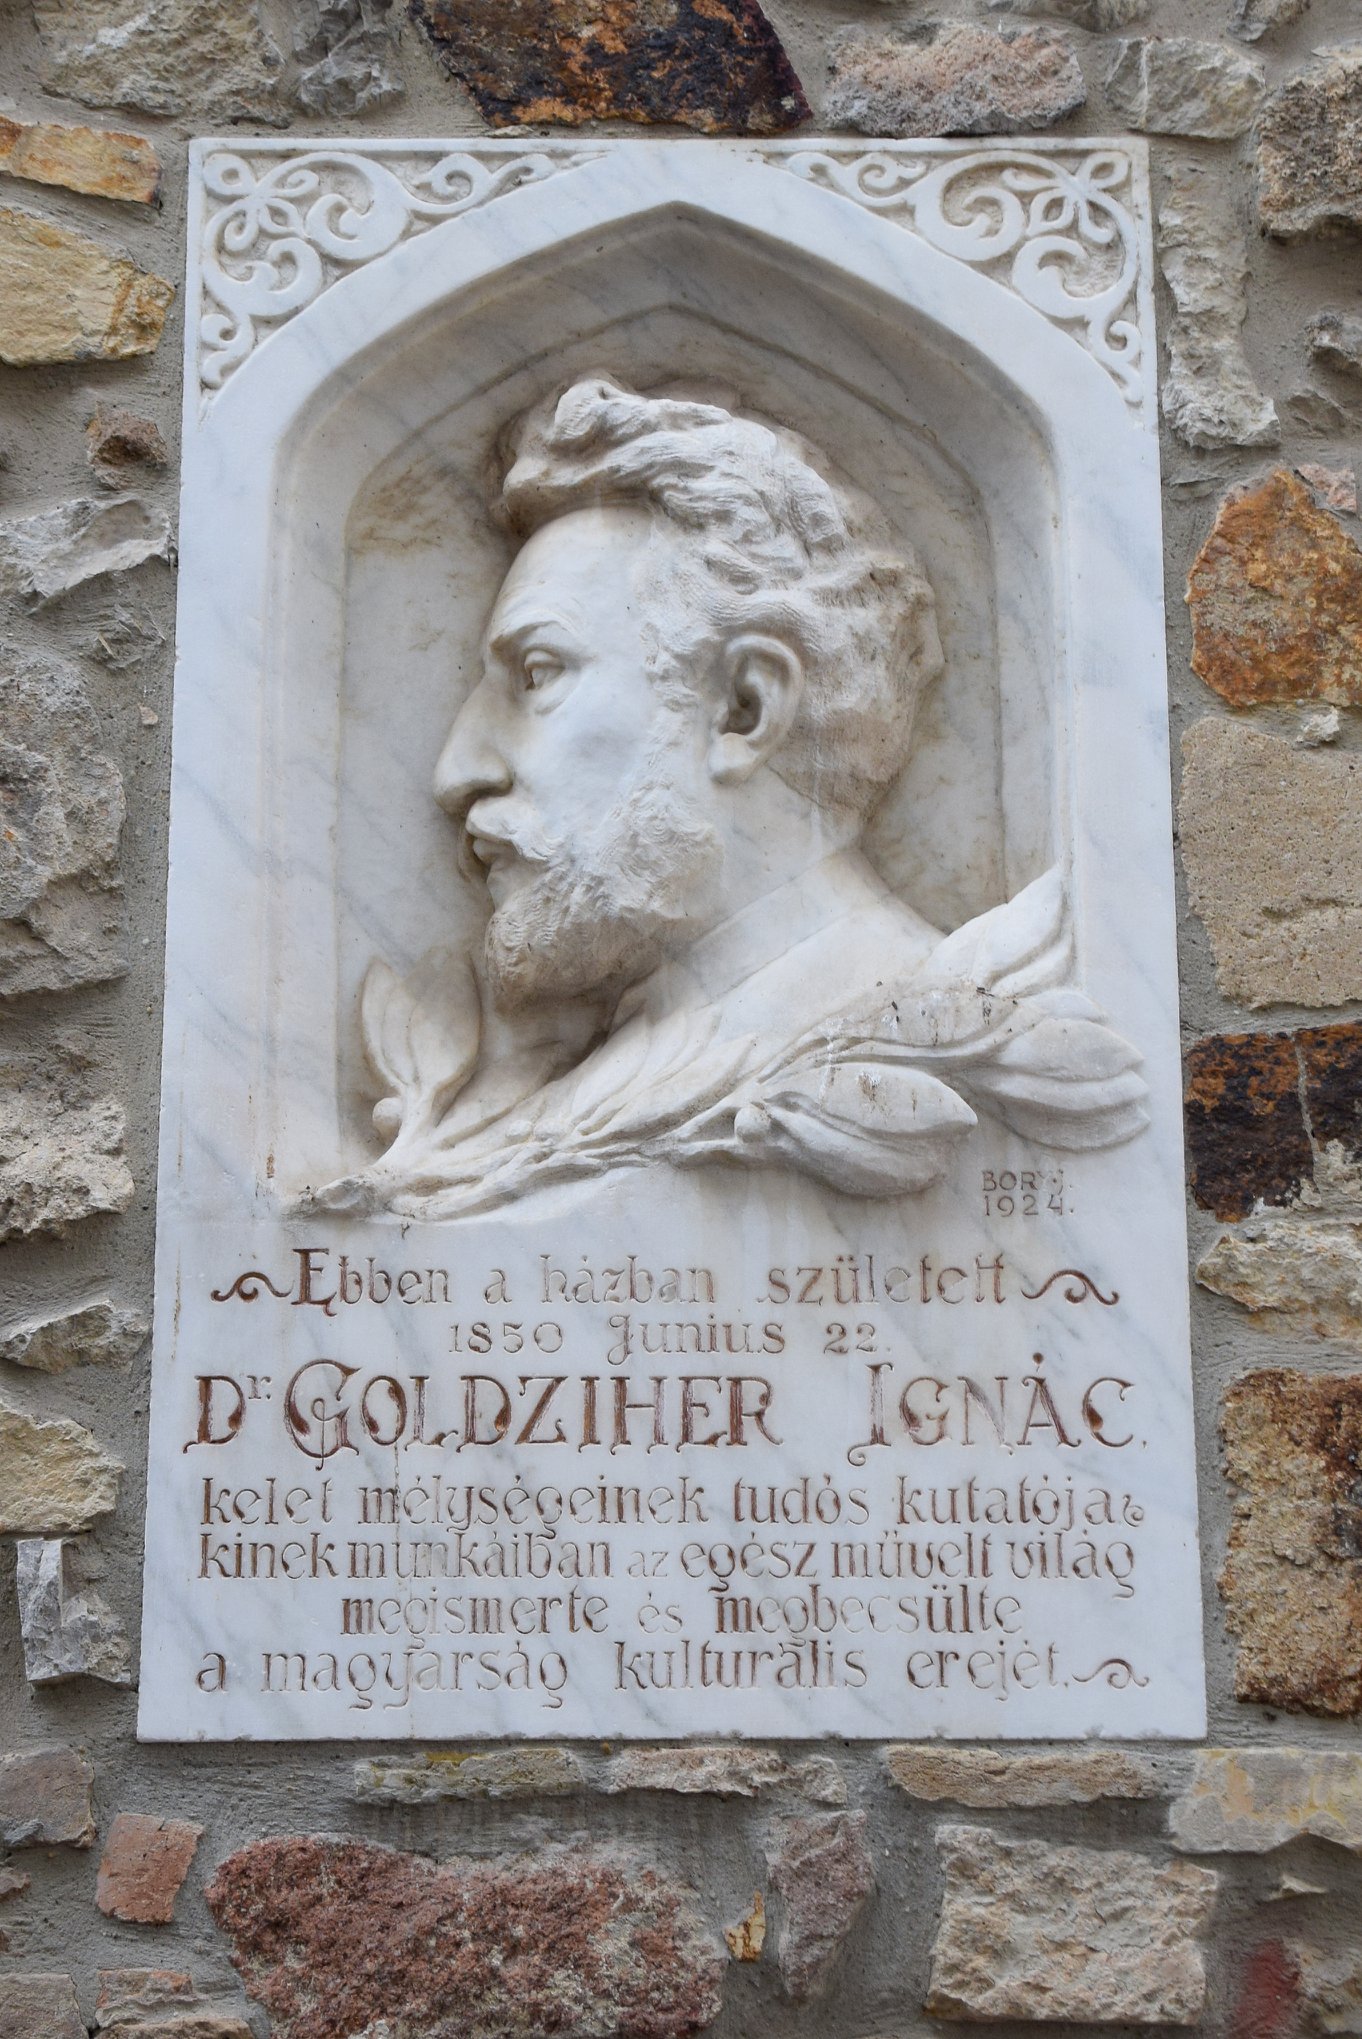 BORY J.
1924.
Ebben a házban született
1850 Junius 22.
Dr. GOLDZIHER IGNÁC.
kelet mélységeinek tudós kutatója
kinek munkáiban az egész müvelt világ
megismerte és megbecsülte
a magyarság kulturális erejét.